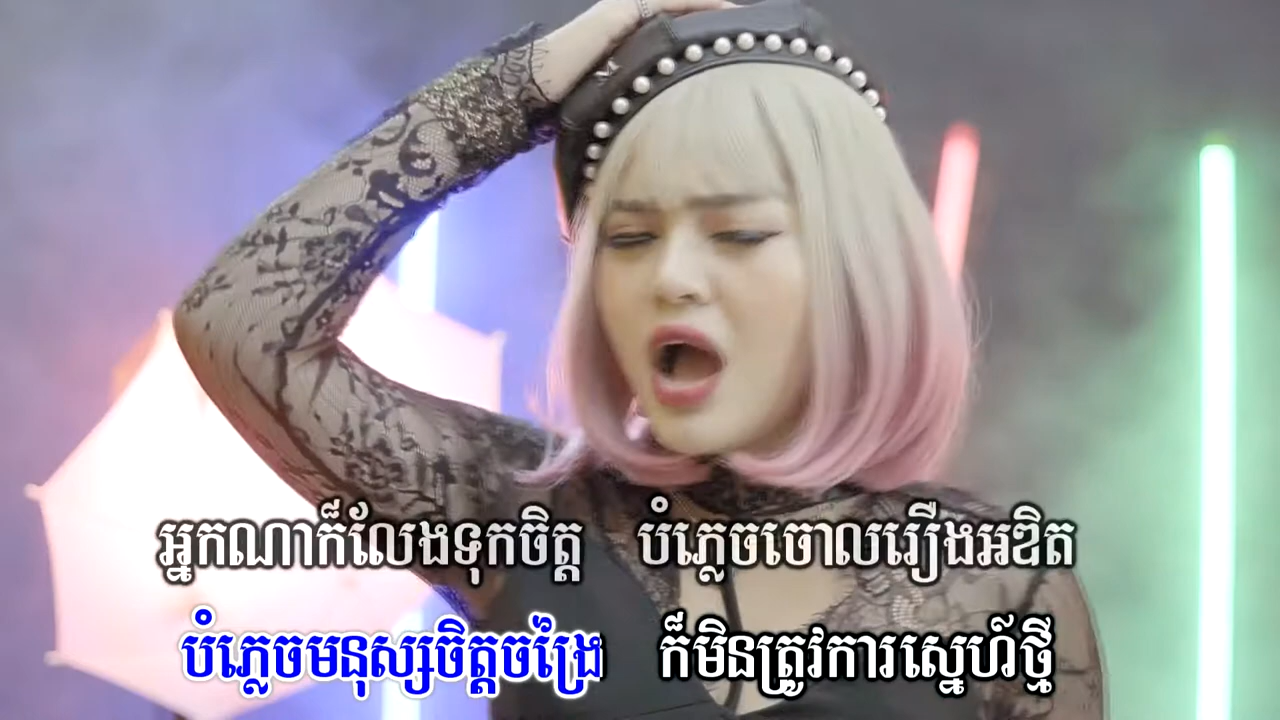 អ្នកណាក៏លែងទុកចិត្ត បំភ្លេចចោលរឿងអឌិត
បំភ្លេចមនុស្សចិត្តចង្រៃ ក៏មិនត្រូវការស្នេហ៍ថ្មី